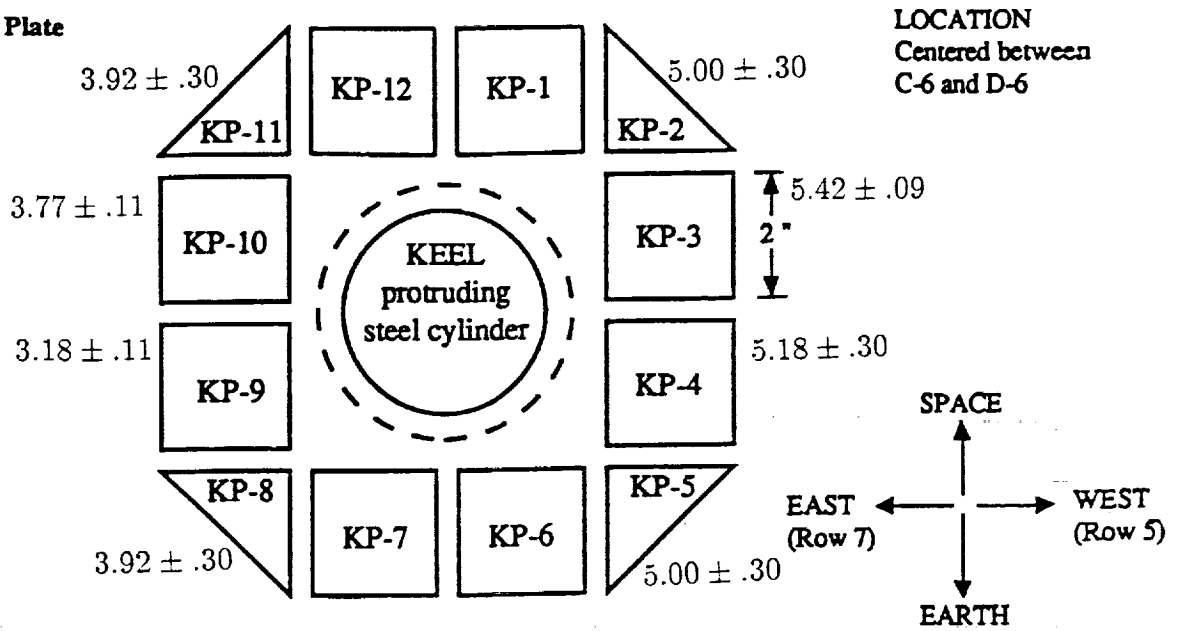 Plate
LOCATION
Centered between
C-6 and D-6
3.92 ± .30
KP-11
KP-12
KP-1
KP-2
5.00 ± .30
3.77 ± .11
KP-10
KEEL
protruding
steel cylinder
KP-3
2 "
5.42 ± .09
3.18 ± .11
KP-9
KP-4
5.18 ± .30
KP-8
KP-7
KP-6
KP-5
3.92 ± .30
5.00 ± .30
SPACE
EAST
(Row 7)
WEST
(Row 5)
EARTH